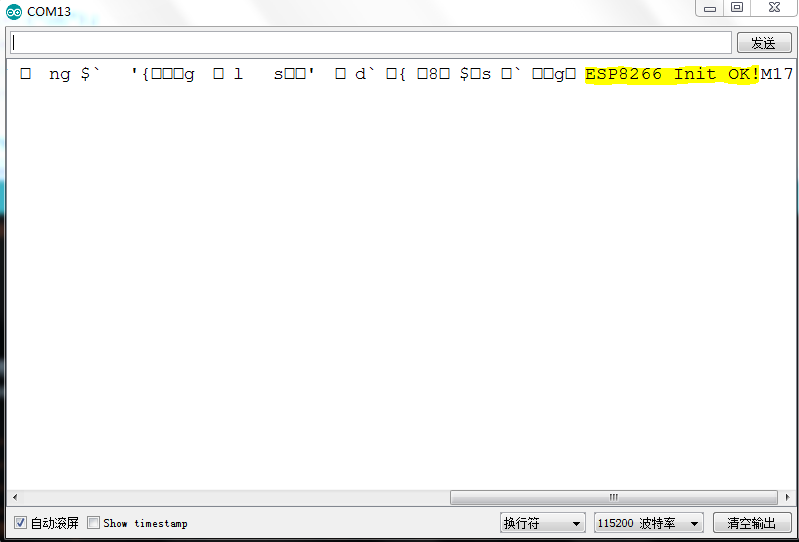 COM13
发送
□ ng $` '{□□□g □ l s□□' □ d` □{ □8□ $□s □` □□g□ ESP8266 Init OK!M17
自动滚屏 Show timestamp 换行符 115200 波特率 清空输出